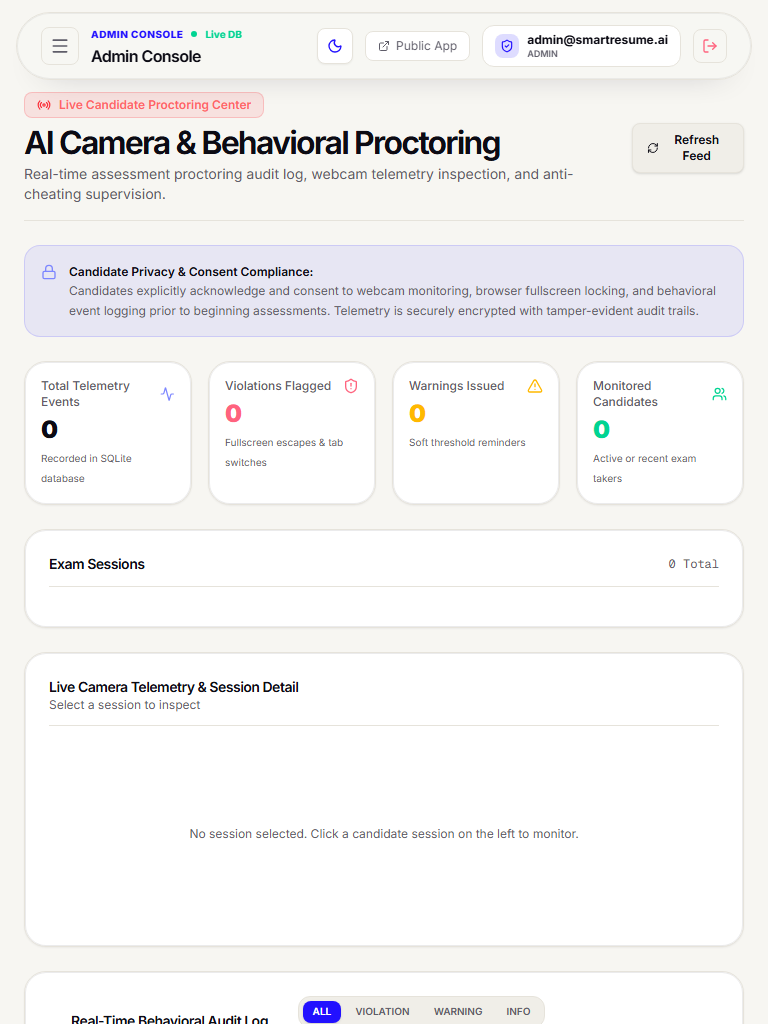 ADMIN CONSOLE Live DB
Admin Console
Public App
admin@smartresume.ai
ADMIN
Live Candidate Proctoring Center
AI Camera & Behavioral Proctoring
Refresh
Feed
Real-time assessment proctoring audit log, webcam telemetry inspection, and anti-
cheating supervision.
Candidate Privacy & Consent Compliance:
Candidates explicitly acknowledge and consent to webcam monitoring, browser fullscreen locking, and behavioral
event logging prior to beginning assessments. Telemetry is securely encrypted with tamper-evident audit trails.
Total Telemetry
Events
0
Recorded in SQLite
database
Violations Flagged
0
Fullscreen escapes & tab
switches
Warnings Issued
0
Soft threshold reminders
Monitored
Candidates
0
Active or recent exam
takers
Exam Sessions
0 Total
Live Camera Telemetry & Session Detail
Select a session to inspect
No session selected. Click a candidate session on the left to monitor.
Real-Time Behavioral Audit Log
ALL VIOLATION WARNING INFO